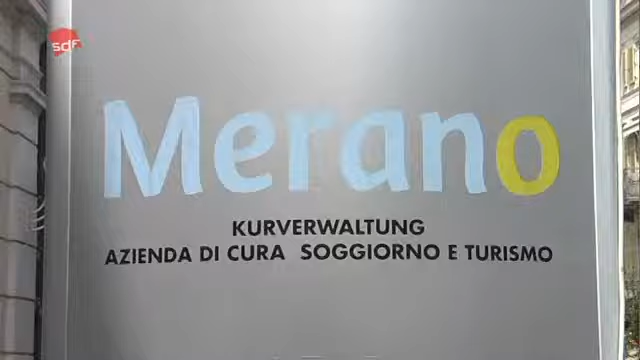 sdf
Merano
KURVERWALTUNG
AZIENDA DI CURA SOGGIORNO E TURISMO